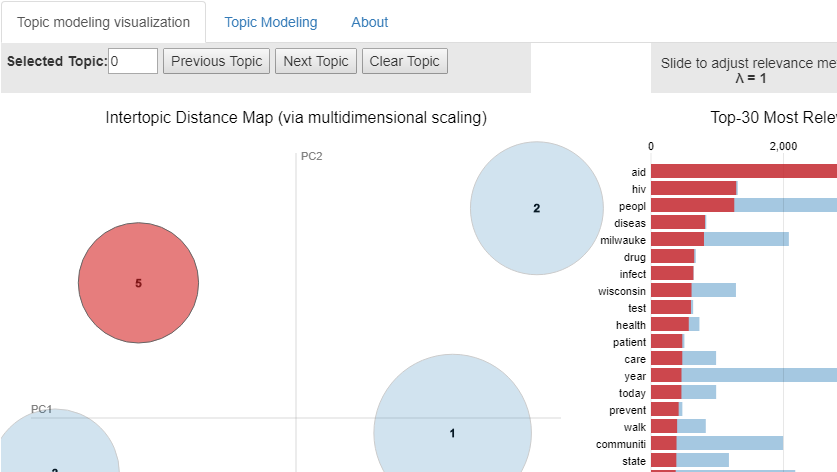 Topic modeling visualization Topic Modeling About
Selected Topic: 0 Previous Topic Next Topic Clear Topic
Slide to adjust relevance me
λ = 1
Intertopic Distance Map (via multidimensional scaling)
Top-30 Most Rele
PC2
PC1
2
5
1
0 2,000
aid
hiv
peopl
diseas
milwauke
drug
infect
wisconsin
test
health
patient
care
year
today
prevent
walk
communiti
state